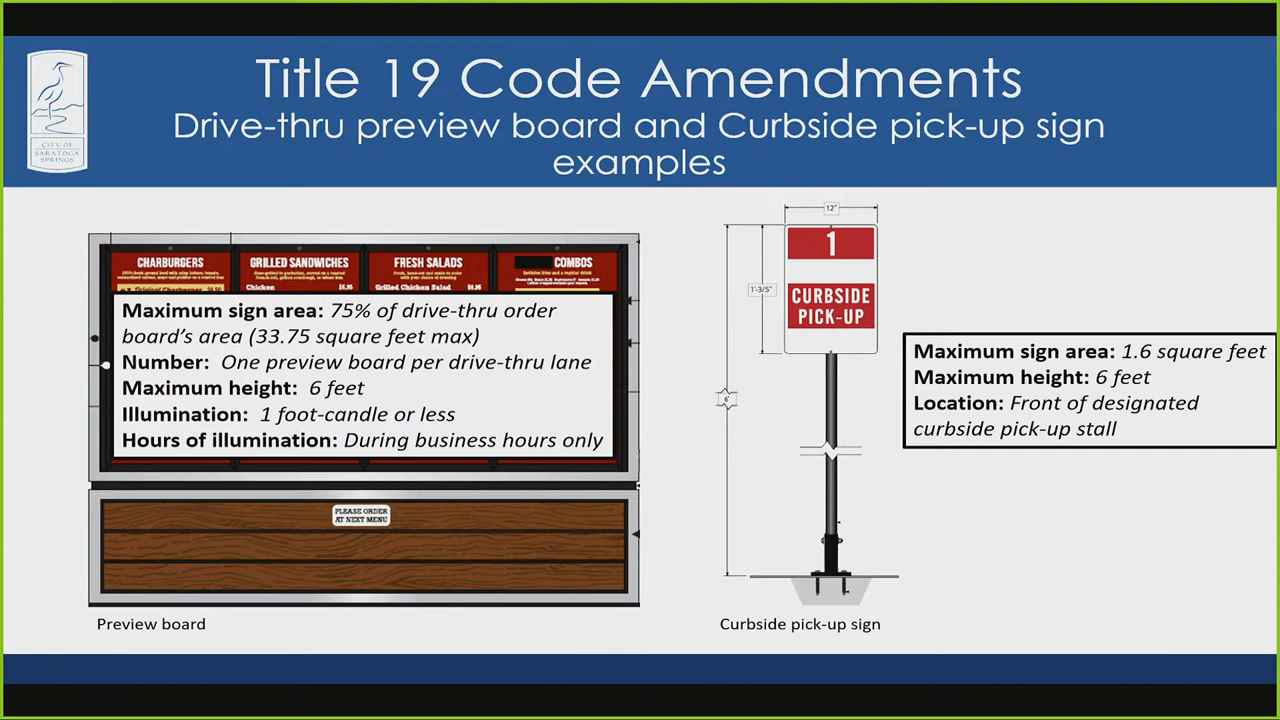 Title 19 Code Amendments
Drive-thru preview board and Curbside pick-up sign
examples
CITY OF
SARATOGA
SPRINGS
CHARBURGERS
GRILLED SANDWICHES
FRESH SALADS
COMBOS
Chicken
Grilled Chicken Salad
Maximum sign area: 75% of drive-thru order
board's area (33.75 square feet max)
Number: One preview board per drive-thru lane
Maximum height: 6 feet
Illumination: 1 foot-candle or less
Hours of illumination: During business hours only
PLEASE ORDER
AT NEXT MENU
Preview board
12"
1
1'-3/5"
CURBSIDE
PICK-UP
6'
Curbside pick-up sign
Maximum sign area: 1.6 square feet
Maximum height: 6 feet
Location: Front of designated
curbside pick-up stall